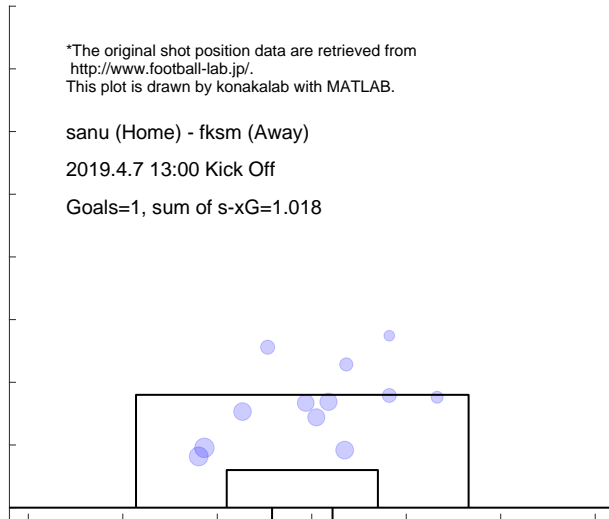 *The original shot position data are retrieved from
http://www.football-lab.jp/.
This plot is drawn by konakalab with MATLAB.
sanu (Home) - fksm (Away)
2019.4.7 13:00 Kick Off
Goals=1, sum of s-xG=1.018